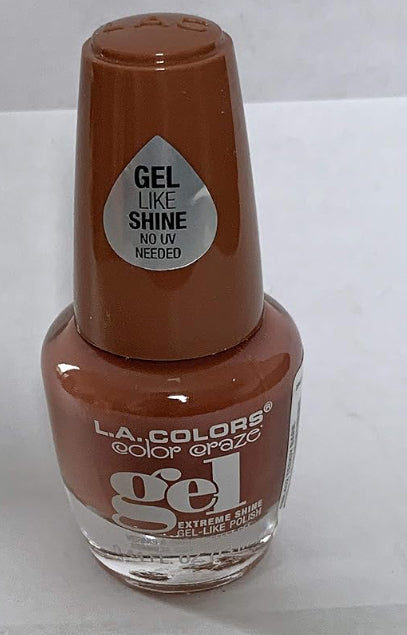 GEL
LIKE
SHINE
NO UV
NEEDED
L.A. COLORS®
color craze
gel
EXTREME SHINE
GEL-LIKE POLISH